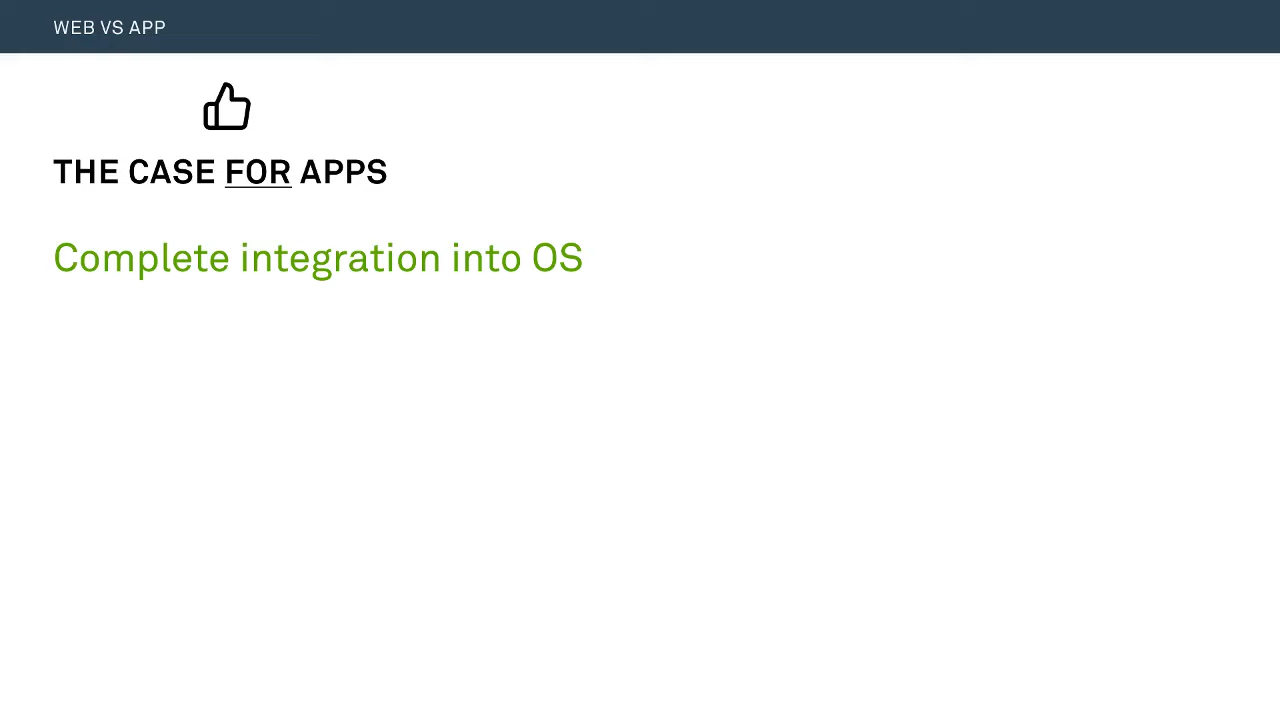 WEB VS APP
THE CASE FOR APPS
Complete integration into OS